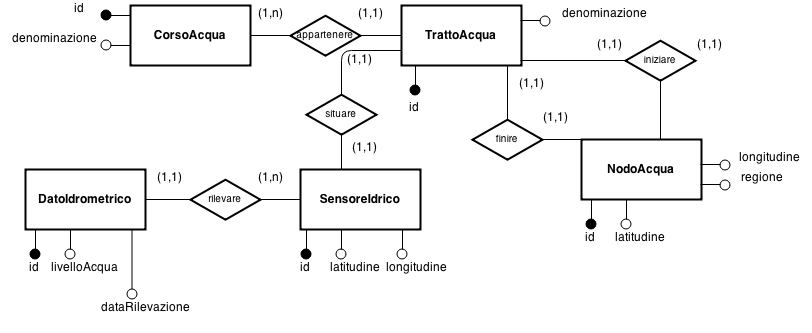 id
(1,n)
(1,1)
denominazione
denominazione
CorsoAcqua
appartenere
TrattoAcqua
(1,1)
(1,1)
(1,1)
iniziare
(1,1)
id
situare
(1,1)
finire
(1,1)
longitudine
NodoAcqua
regione
(1,1)
(1,n)
DatoIdrometrico
rilevare
SensoreIdrico
id
latitudine
id
livelloAcqua
id
latitudine
longitudine
dataRilevazione